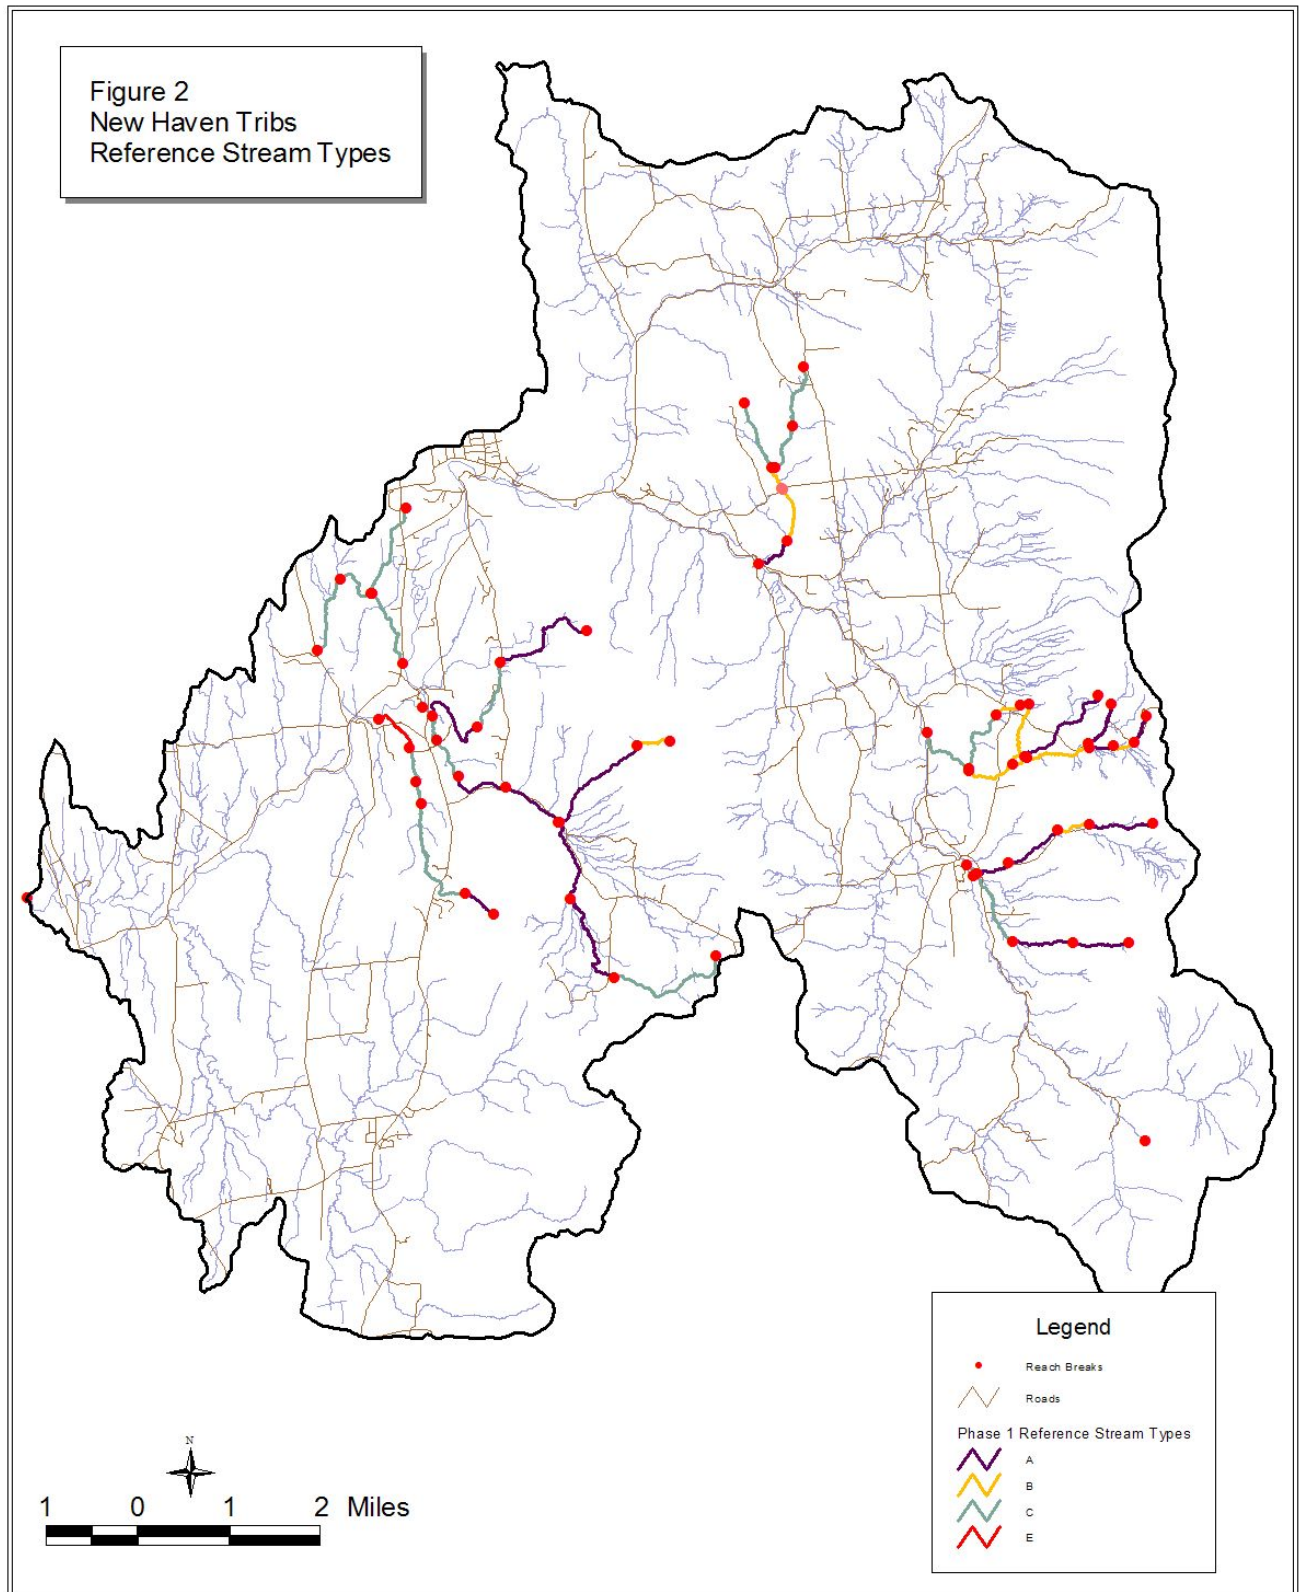 Figure 2
New Haven Tribs
Reference Stream Types
Legend
Reach Breaks
Roads
Phase 1 Reference Stream Types
A
B
C
E
N
1 0 1 2 Miles